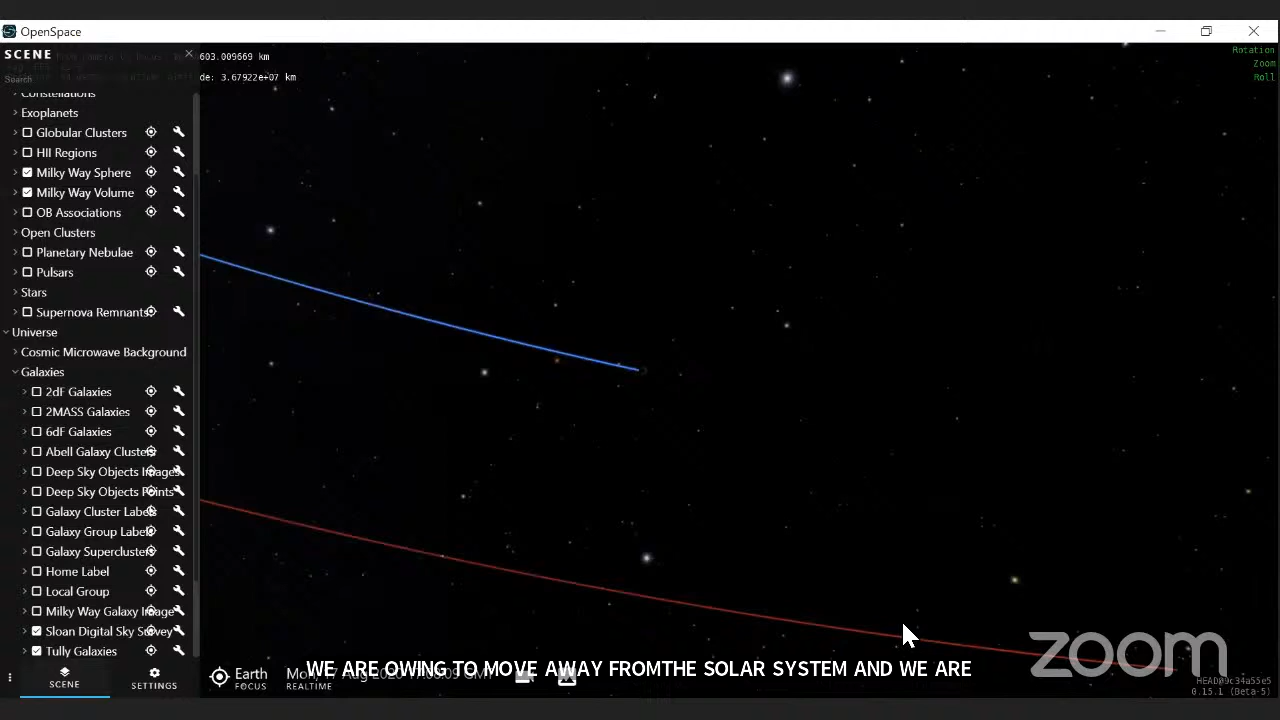 OpenSpace
SCENE
603.009669 km
Search
de: 3.67922e+07 km
Rotation
Zoom
Roll
Constellations
Exoplanets
Globular Clusters
HII Regions
Milky Way Sphere
Milky Way Volume
OB Associations
Open Clusters
Planetary Nebulae
Pulsars
Stars
Supernova Remnants
Universe
Cosmic Microwave Background
Galaxies
2dF Galaxies
2MASS Galaxies
6dF Galaxies
Abell Galaxy Clusters
Deep Sky Objects Images
Deep Sky Objects Points
Galaxy Cluster Labels
Galaxy Group Labels
Galaxy Superclusters
Home Label
Local Group
Milky Way Galaxy Image
Sloan Digital Sky Survey
Tully Galaxies
SCENE
SETTINGS
Earth
FOCUS
REALTIME
WE ARE OWING TO MOVE AWAY FROMTHE SOLAR SYSTEM AND WE ARE
zoom
HEAD@9c34a55e5
0.15.1 (Beta-5)